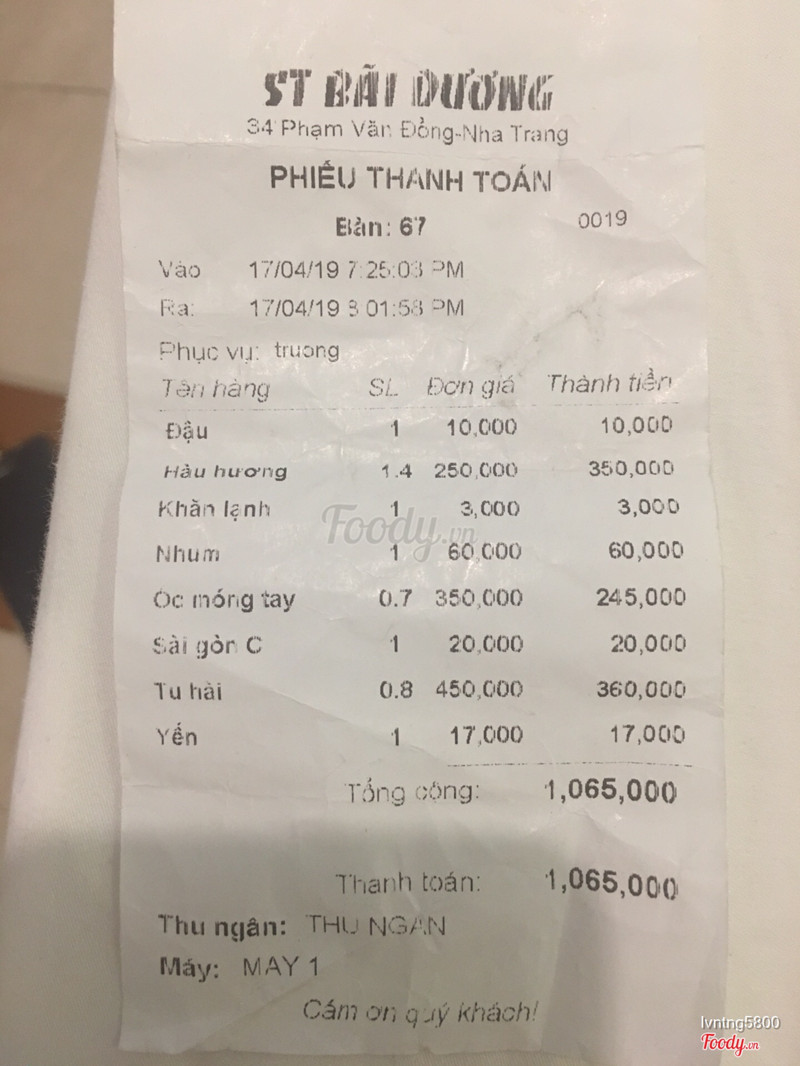 ST BÃI DƯƠNG
34 Phạm Văn Đồng-Nha Trang
PHIẾU THANH TOÁN
Bàn: 67 0019
Vào 17/04/19 7:25:03 PM
Ra: 17/04/19 8:01:58 PM
Phục vụ: truong
Tên hàng SL Đơn giá Thành tiền
Đậu 1 10,000 10,000
Hàu hương 1.4 250,000 350,000
Khăn lạnh 1 3,000 3,000
Foody.vn
Nhum 1 60,000 60,000
Ốc móng tay 0.7 350,000 245,000
Sài gòn C 1 20,000 20,000
Tu hài 0.8 450,000 360,000
Yến 1 17,000 17,000
Tổng cộng: 1,065,000
Thanh toán: 1,065,000
Thu ngân: THU NGAN
Máy: MAY 1
Cám ơn quý khách!
lvntng5800
Foody.vn